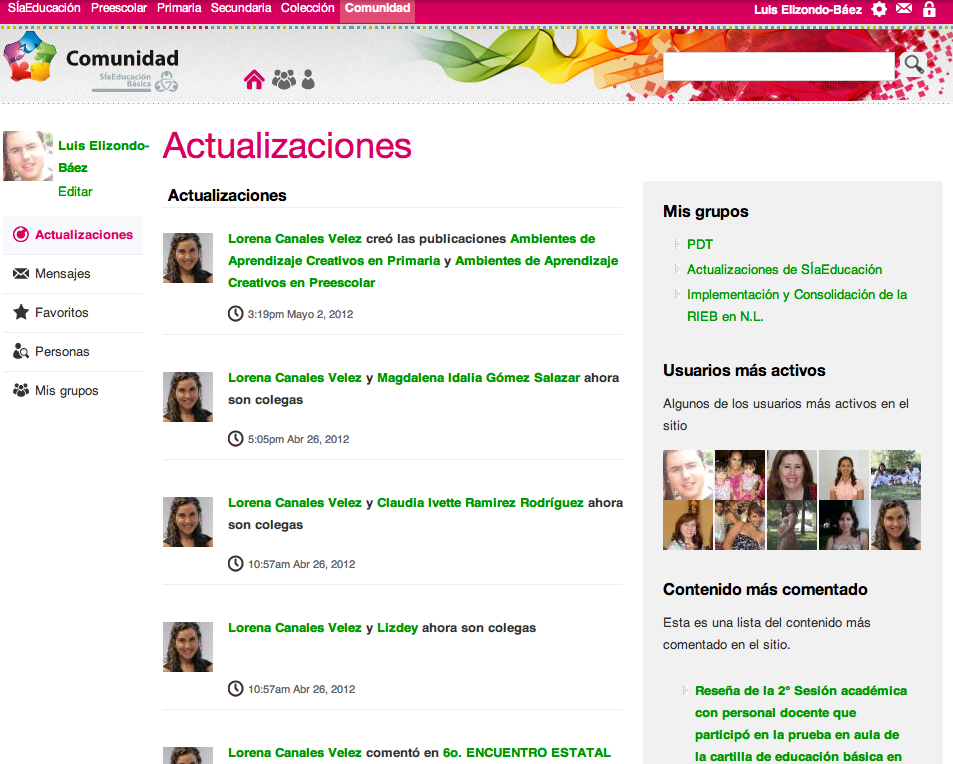 SÍaEducación Preescolar Primaria Secundaria Colección Comunidad
Luis Elizondo-Báez
Comunidad
SíaEducación
Básica
Luis Elizondo-
Báez
Editar
Actualizaciones
Mensajes
Favoritos
Personas
Mis grupos
Actualizaciones
Actualizaciones
Lorena Canales Velez creó las publicaciones Ambientes de
Aprendizaje Creativos en Primaria y Ambientes de Aprendizaje
Creativos en Preescolar
3:19pm Mayo 2, 2012
Lorena Canales Velez y Magdalena Idalia Gómez Salazar ahora
son colegas
5:05pm Abr 26, 2012
Lorena Canales Velez y Claudia Ivette Ramirez Rodríguez ahora
son colegas
10:57am Abr 26, 2012
Lorena Canales Velez y Lizdey ahora son colegas
10:57am Abr 26, 2012
Lorena Canales Velez comentó en 6o. ENCUENTRO ESTATAL
Mis grupos
PDT
Actualizaciones de SÍaEducación
Implementación y Consolidación de la
RIEB en N.L.
Usuarios más activos
Algunos de los usuarios más activos en el
sitio
Contenido más comentado
Esta es una lista del contenido más
comentado en el sitio.
Reseña de la 2° Sesión académica
con personal docente que
participó en la prueba en aula de
la cartilla de educación básica en